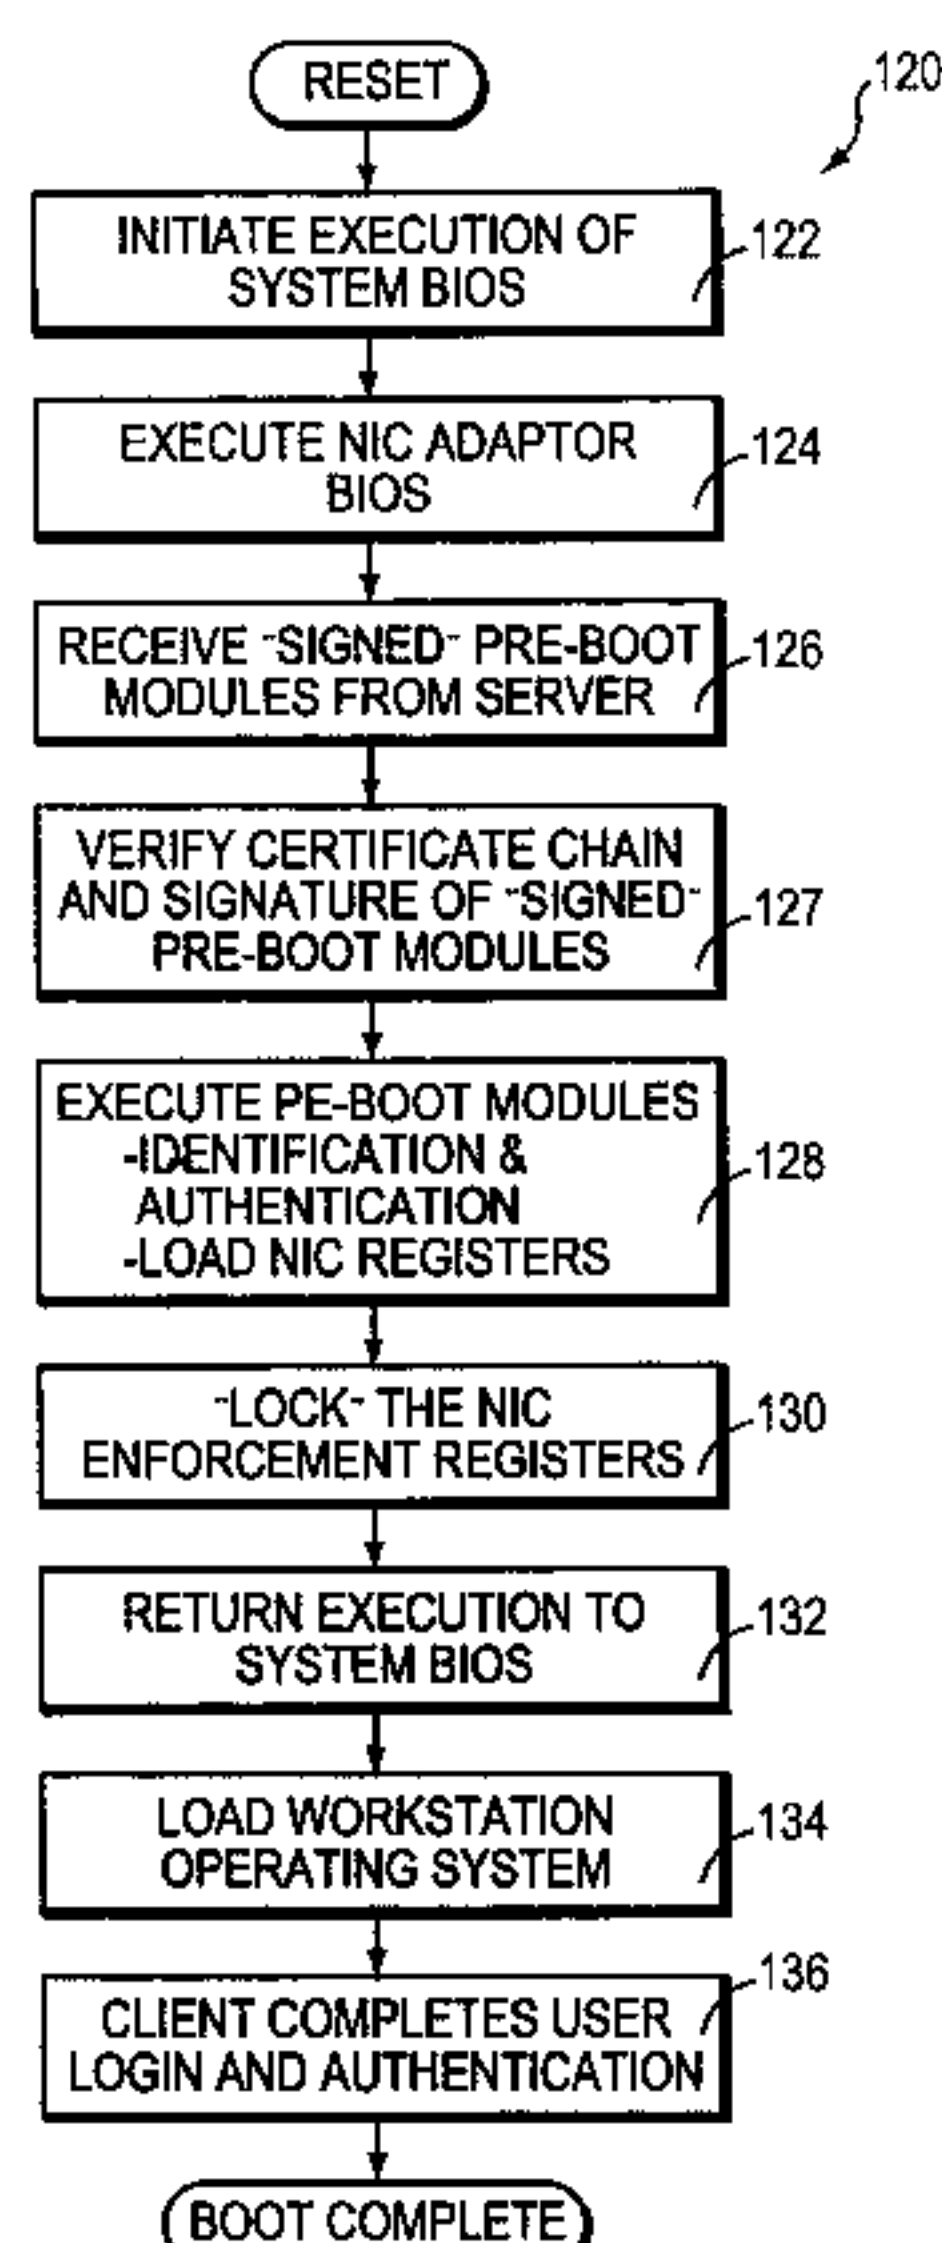 RESET
120
INITIATE EXECUTION OF
SYSTEM BIOS
122
EXECUTE NIC ADAPTOR
BIOS
124
RECEIVE "SIGNED" PRE-BOOT
MODULES FROM SERVER
126
VERIFY CERTIFICATE CHAIN
AND SIGNATURE OF "SIGNED"
PRE-BOOT MODULES
127
EXECUTE PE-BOOT MODULES
-IDENTIFICATION &
AUTHENTICATION
-LOAD NIC REGISTERS
128
"LOCK" THE NIC
ENFORCEMENT REGISTERS
130
RETURN EXECUTION TO
SYSTEM BIOS
132
LOAD WORKSTATION
OPERATING SYSTEM
134
CLIENT COMPLETES USER
LOGIN AND AUTHENTICATION
136
BOOT COMPLETE